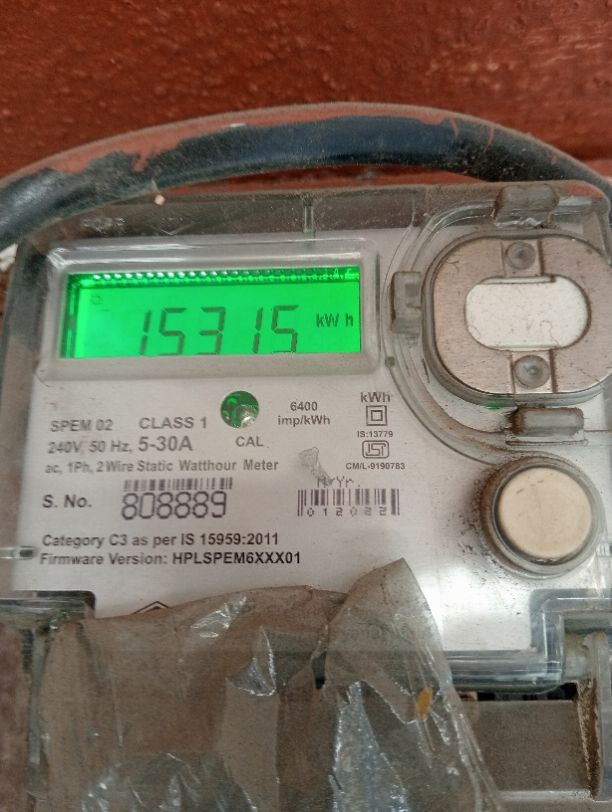 15315 kWh
SPEM 02 CLASS 1
6400 imp/kWh
kWh
240V, 50 Hz, 5-30A
CAL
IS:13779
ac, 1Ph, 2 Wire Static Watthour Meter
CM/L-9190783
S. No. 808889
Yr.
012022
Category C3 as per IS 15959:2011
Firmware Version: HPLSPEM6XXX01